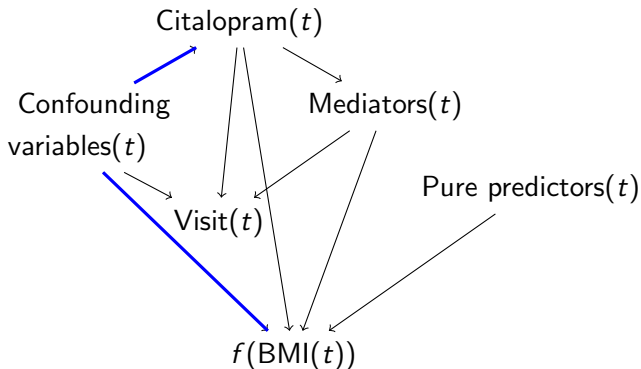 Citalopram(t)
Confounding
variables(t)
Mediators(t)
Pure predictors(t)
Visit(t)
f(BMI(t))